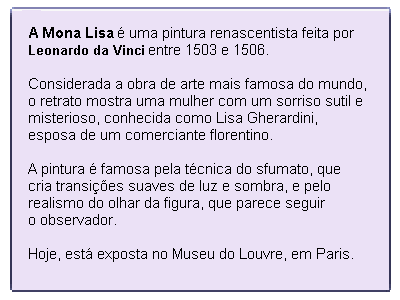 A Mona Lisa é uma pintura renascentista feita por
Leonardo da Vinci entre 1503 e 1506.
Considerada a obra de arte mais famosa do mundo,
o retrato mostra uma mulher com um sorriso sutil e
misterioso, conhecida como Lisa Gherardini,
esposa de um comerciante florentino.
A pintura é famosa pela técnica do sfumato, que
cria transições suaves de luz e sombra, e pelo
realismo do olhar da figura, que parece seguir
o observador.
Hoje, está exposta no Museu do Louvre, em Paris.